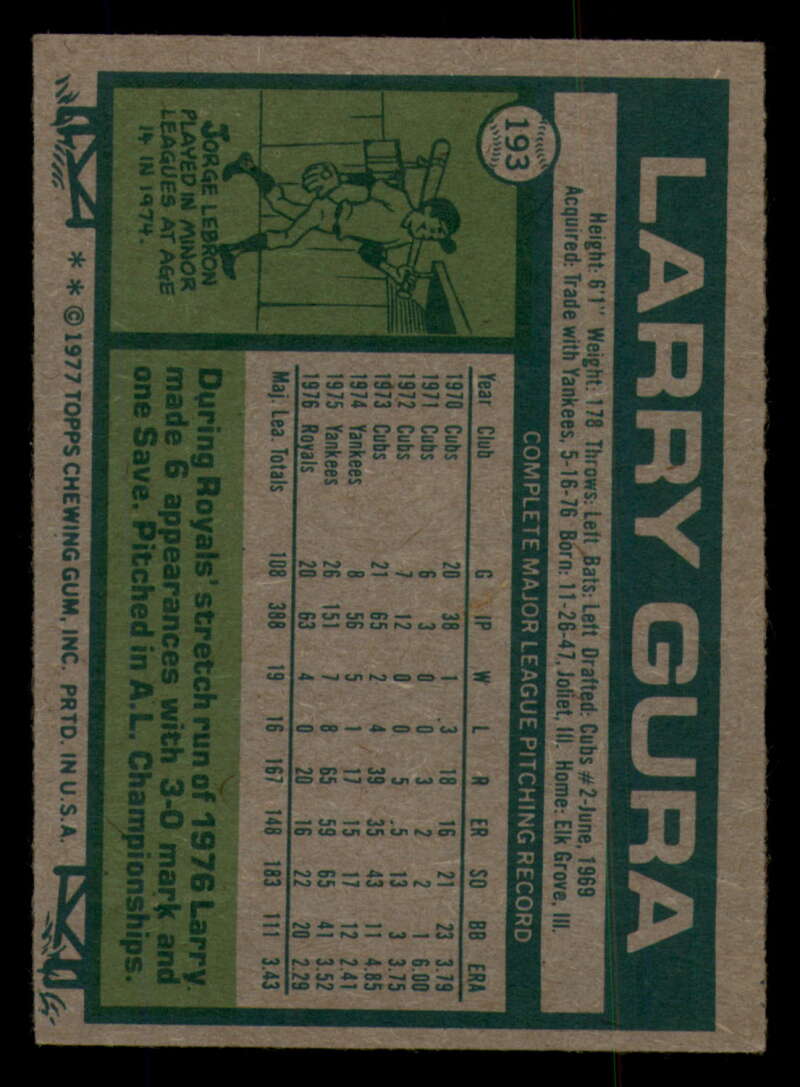 193
LARRY GURA
Height: 6'1" Weight: 178 Throws: Left Bats: Left Drafted: Cubs #2-June, 1969
Acquired: Trade with Yankees, 5-16-76 Born: 11-26-47, Joliet, Ill. Home: Elk Grove, Ill.
COMPLETE MAJOR LEAGUE PITCHING RECORD
Year Club G IP W L R ER SO BB ERA
1970 Cubs 20 38 1 3 18 16 21 23 3.79
1971 Cubs 6 3 0 0 3 2 2 1 6.00
1972 Cubs 7 12 0 0 5 5 13 3 3.75
1973 Cubs 21 65 2 4 39 35 43 11 4.85
1974 Yankees 8 56 5 1 17 15 17 12 2.41
1975 Yankees 26 151 7 8 65 59 65 41 3.52
1976 Royals 20 63 4 0 20 16 22 20 2.29
Maj. Lea. Totals 108 388 19 16 167 148 183 111 3.43
JORGE LEBRON
PLAYED IN MINOR
LEAGUES AT AGE
14 IN 1974.
During Royals' stretch run of 1976 Larry
made 6 appearances with 3-0 mark and
one Save. Pitched in A.L. Championships.
* * © 1977 TOPPS CHEWING GUM, INC. PRTD. IN U.S.A.